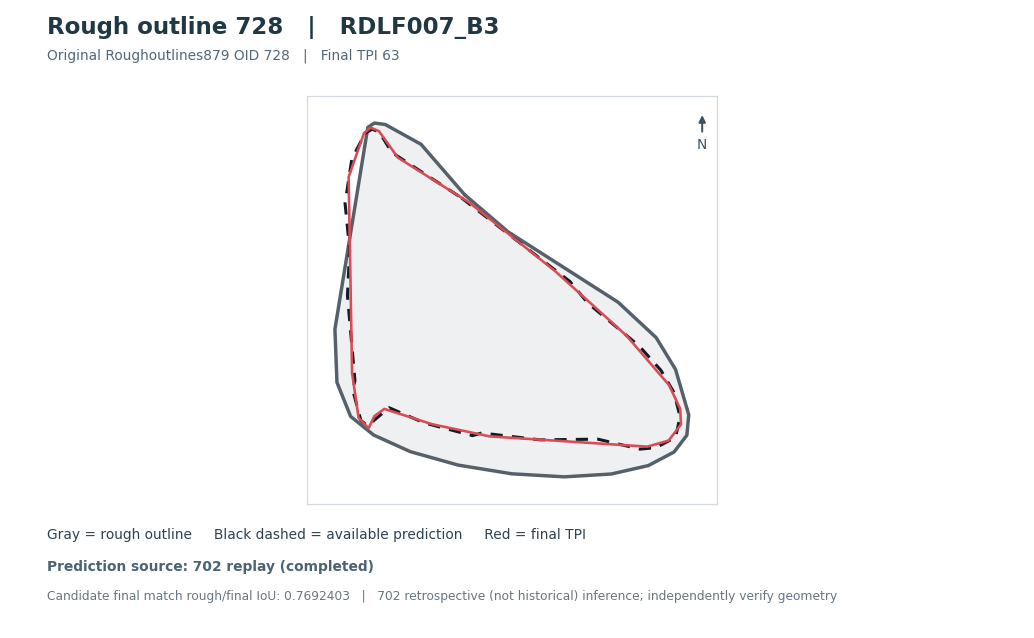 Rough outline 728   |   RDLF007_B3
Original Roughoutlines879 OID 728   |   Final TPI 63
N
Gray = rough outline     Black dashed = available prediction     Red = final TPI
Prediction source: 702 replay (completed)
Candidate final match rough/final IoU: 0.7692403   |   702 retrospective (not historical) inference; independently verify geometry